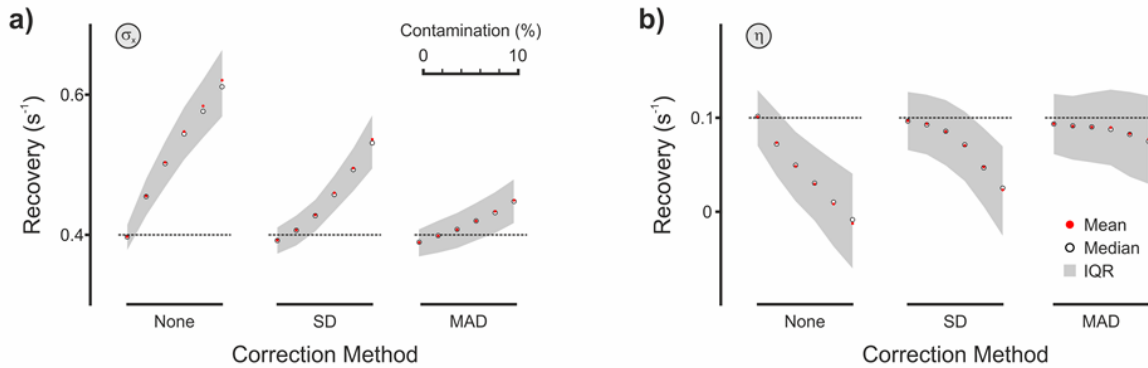 a)
σx
Contamination (%)
0 10
Recovery (s-1)
0.6
0.4
None SD MAD
Correction Method
b)
η
Recovery (s-1)
0.1
0
Mean
Median
IQR
None SD MAD
Correction Method